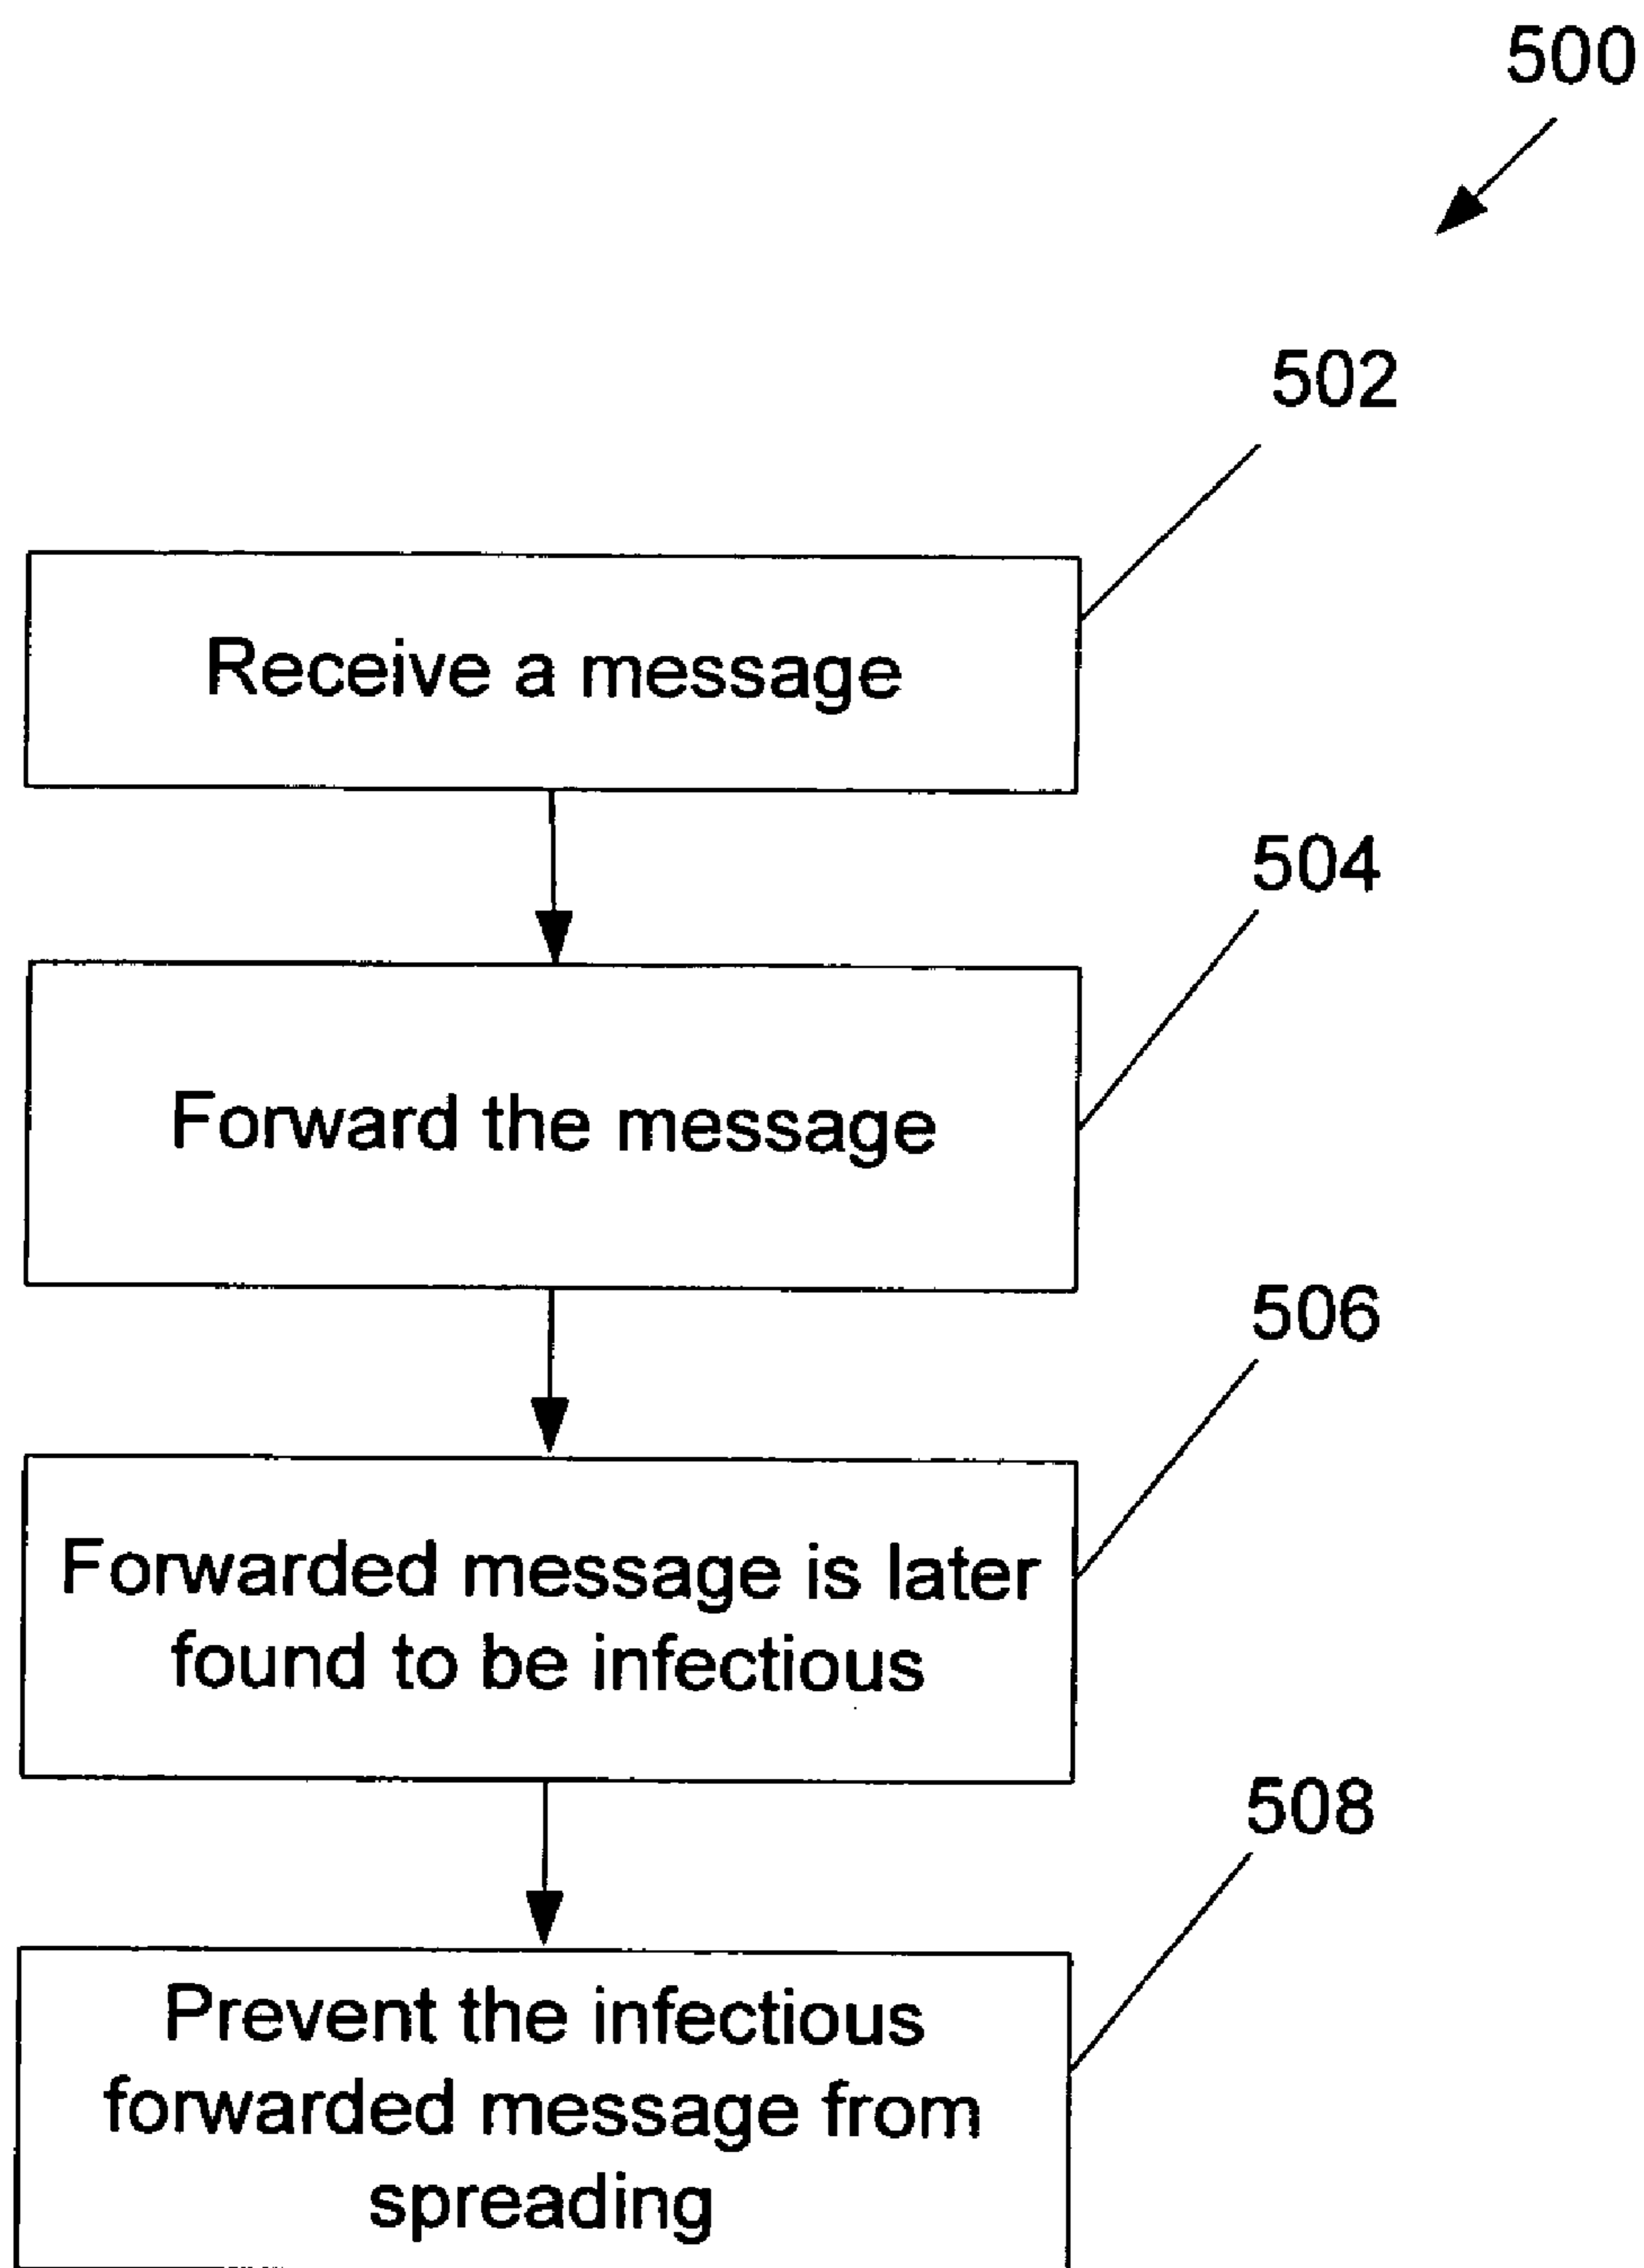 500
502
Receive a message
504
Forward the message
506
Forwarded message is later
found to be infectious
508
Prevent the infectious
forwarded message from
spreading